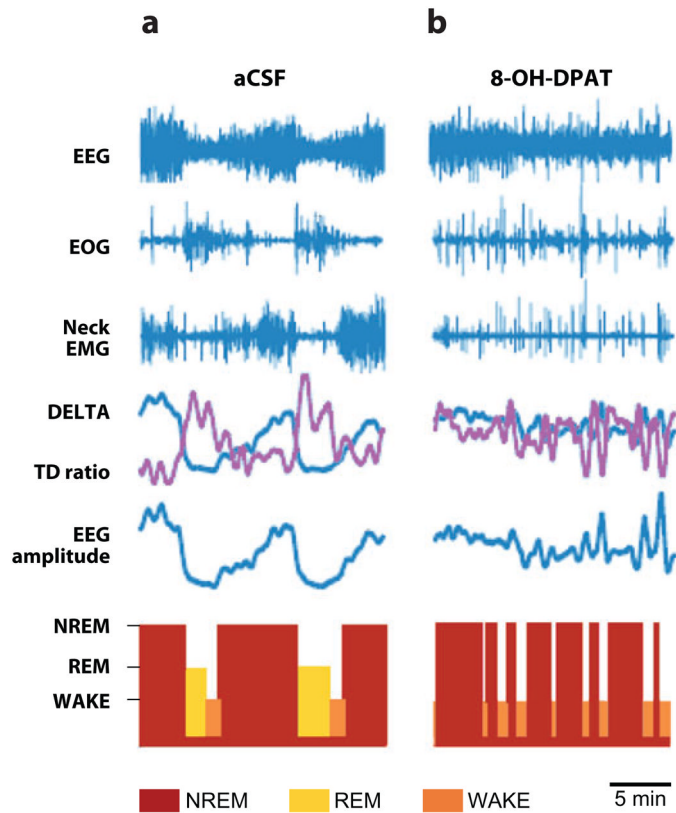 a
b
aCSF
8-OH-DPAT
EEG
EOG
Neck
EMG
DELTA
TD ratio
EEG
amplitude
NREM
REM
WAKE
NREM
REM
WAKE
5 min